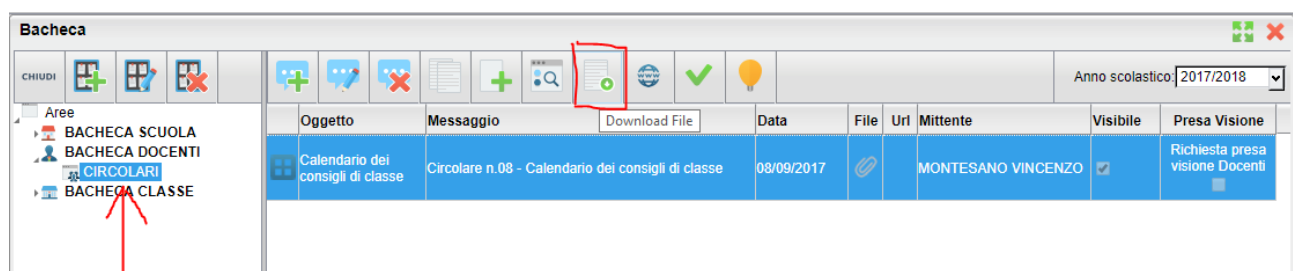 Bacheca
CHIUDI
Anno scolastico: 2017/2018
Aree
BACHECA SCUOLA
BACHECA DOCENTI
CIRCOLARI
BACHECA CLASSE
Oggetto Messaggio Download File Data File Url Mittente Visibile Presa Visione
Calendario dei
consigli di classe
Circolare n.08 - Calendario dei consigli di classe
08/09/2017
MONTESANO VINCENZO
Richiesta presa
visione Docenti